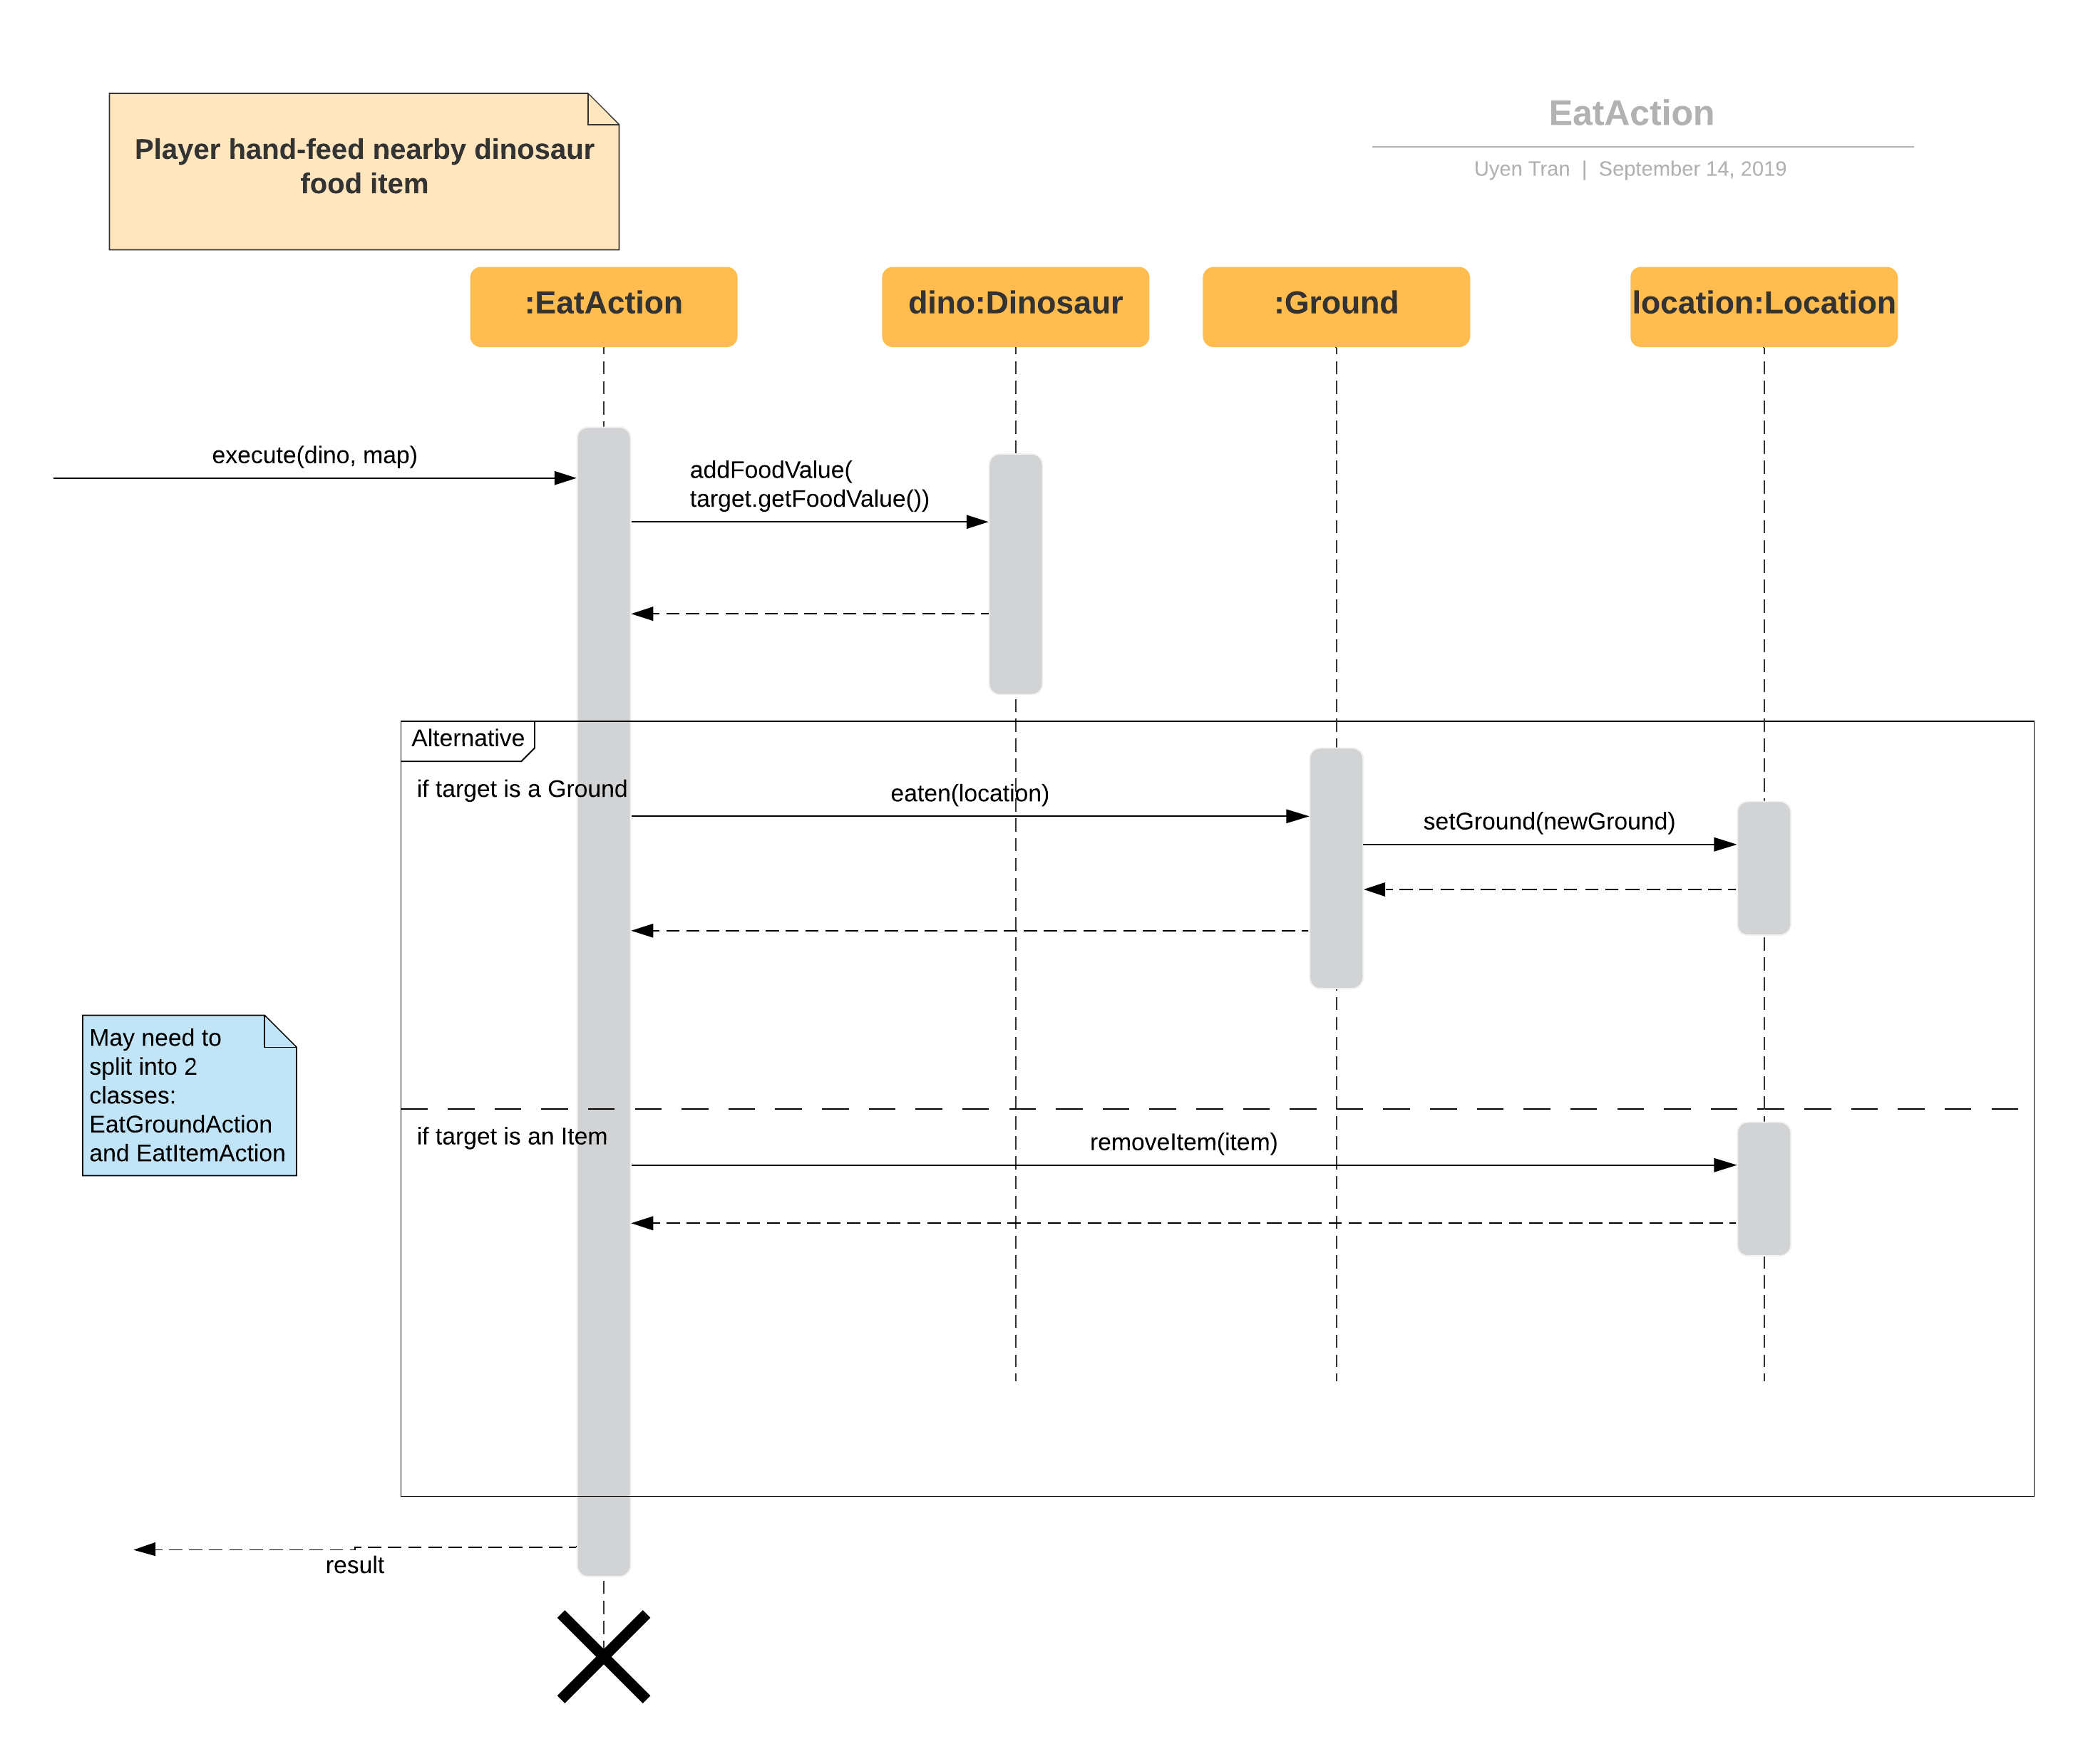 Player hand-feed nearby dinosaur
food item
EatAction
Uyen Tran | September 14, 2019
:EatAction
dino:Dinosaur
:Ground
location:Location
execute(dino, map)
addFoodValue(
target.getFoodValue())
Alternative
if target is a Ground
eaten(location)
setGround(newGround)
May need to
split into 2
classes:
EatGroundAction
and EatItemAction
if target is an Item
removeItem(item)
result